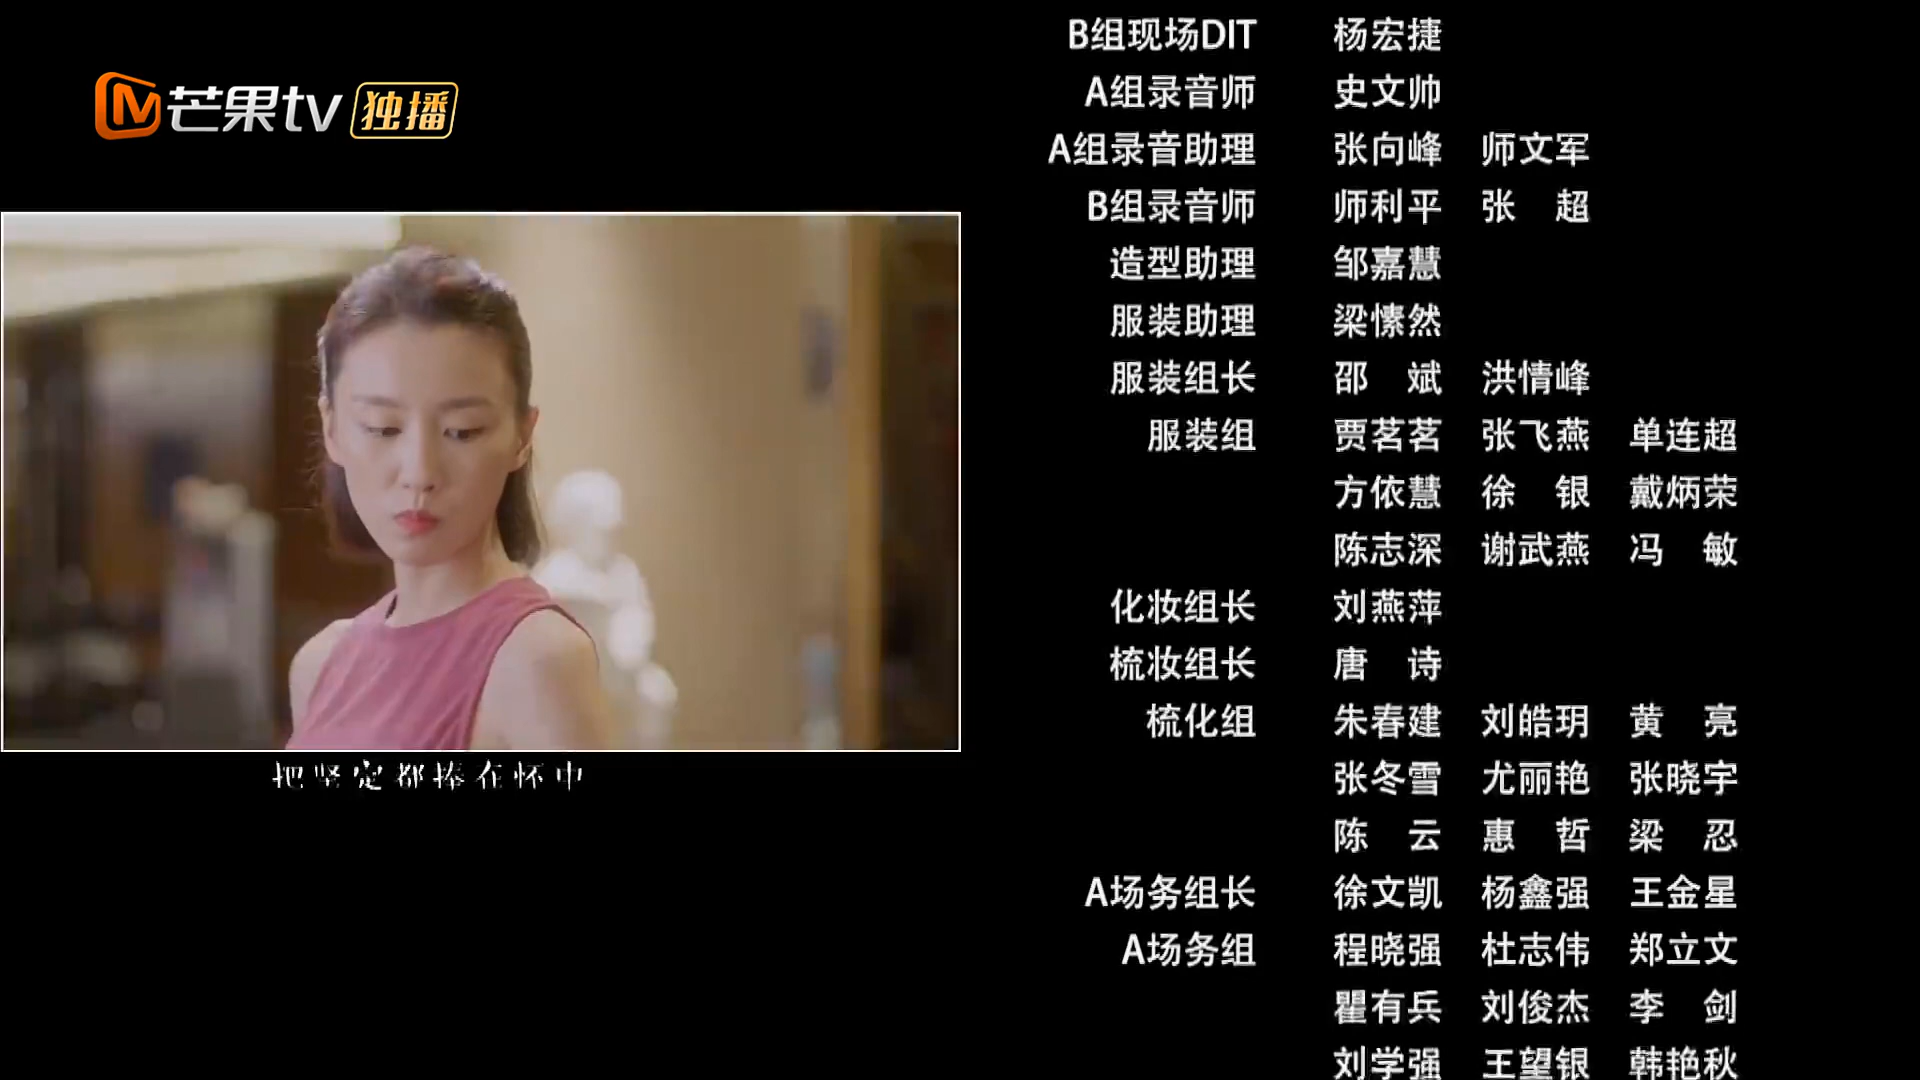 芒果tv 独播
把坚定都捧在怀中
B组现场DIT 杨宏捷
A组录音师 史文帅
A组录音助理 张向峰 师文军
B组录音师 师利平 张 超
造型助理 邹嘉慧
服装助理 梁愫然
服装组长 邵 斌 洪情峰
服装组 贾茗茗 张飞燕 单连超
方依慧 徐 银 戴炳荣
陈志深 谢武燕 冯 敏
化妆组长 刘燕萍
梳妆组长 唐 诗
梳化组 朱春建 刘皓玥 黄 亮
张冬雪 尤丽艳 张晓宇
陈 云 惠 哲 梁 忍
A场务组长 徐文凯 杨鑫强 王金星
A场务组 程晓强 杜志伟 郑立文
瞿有兵 刘俊杰 李 剑
刘学强 王望银 韩艳秋